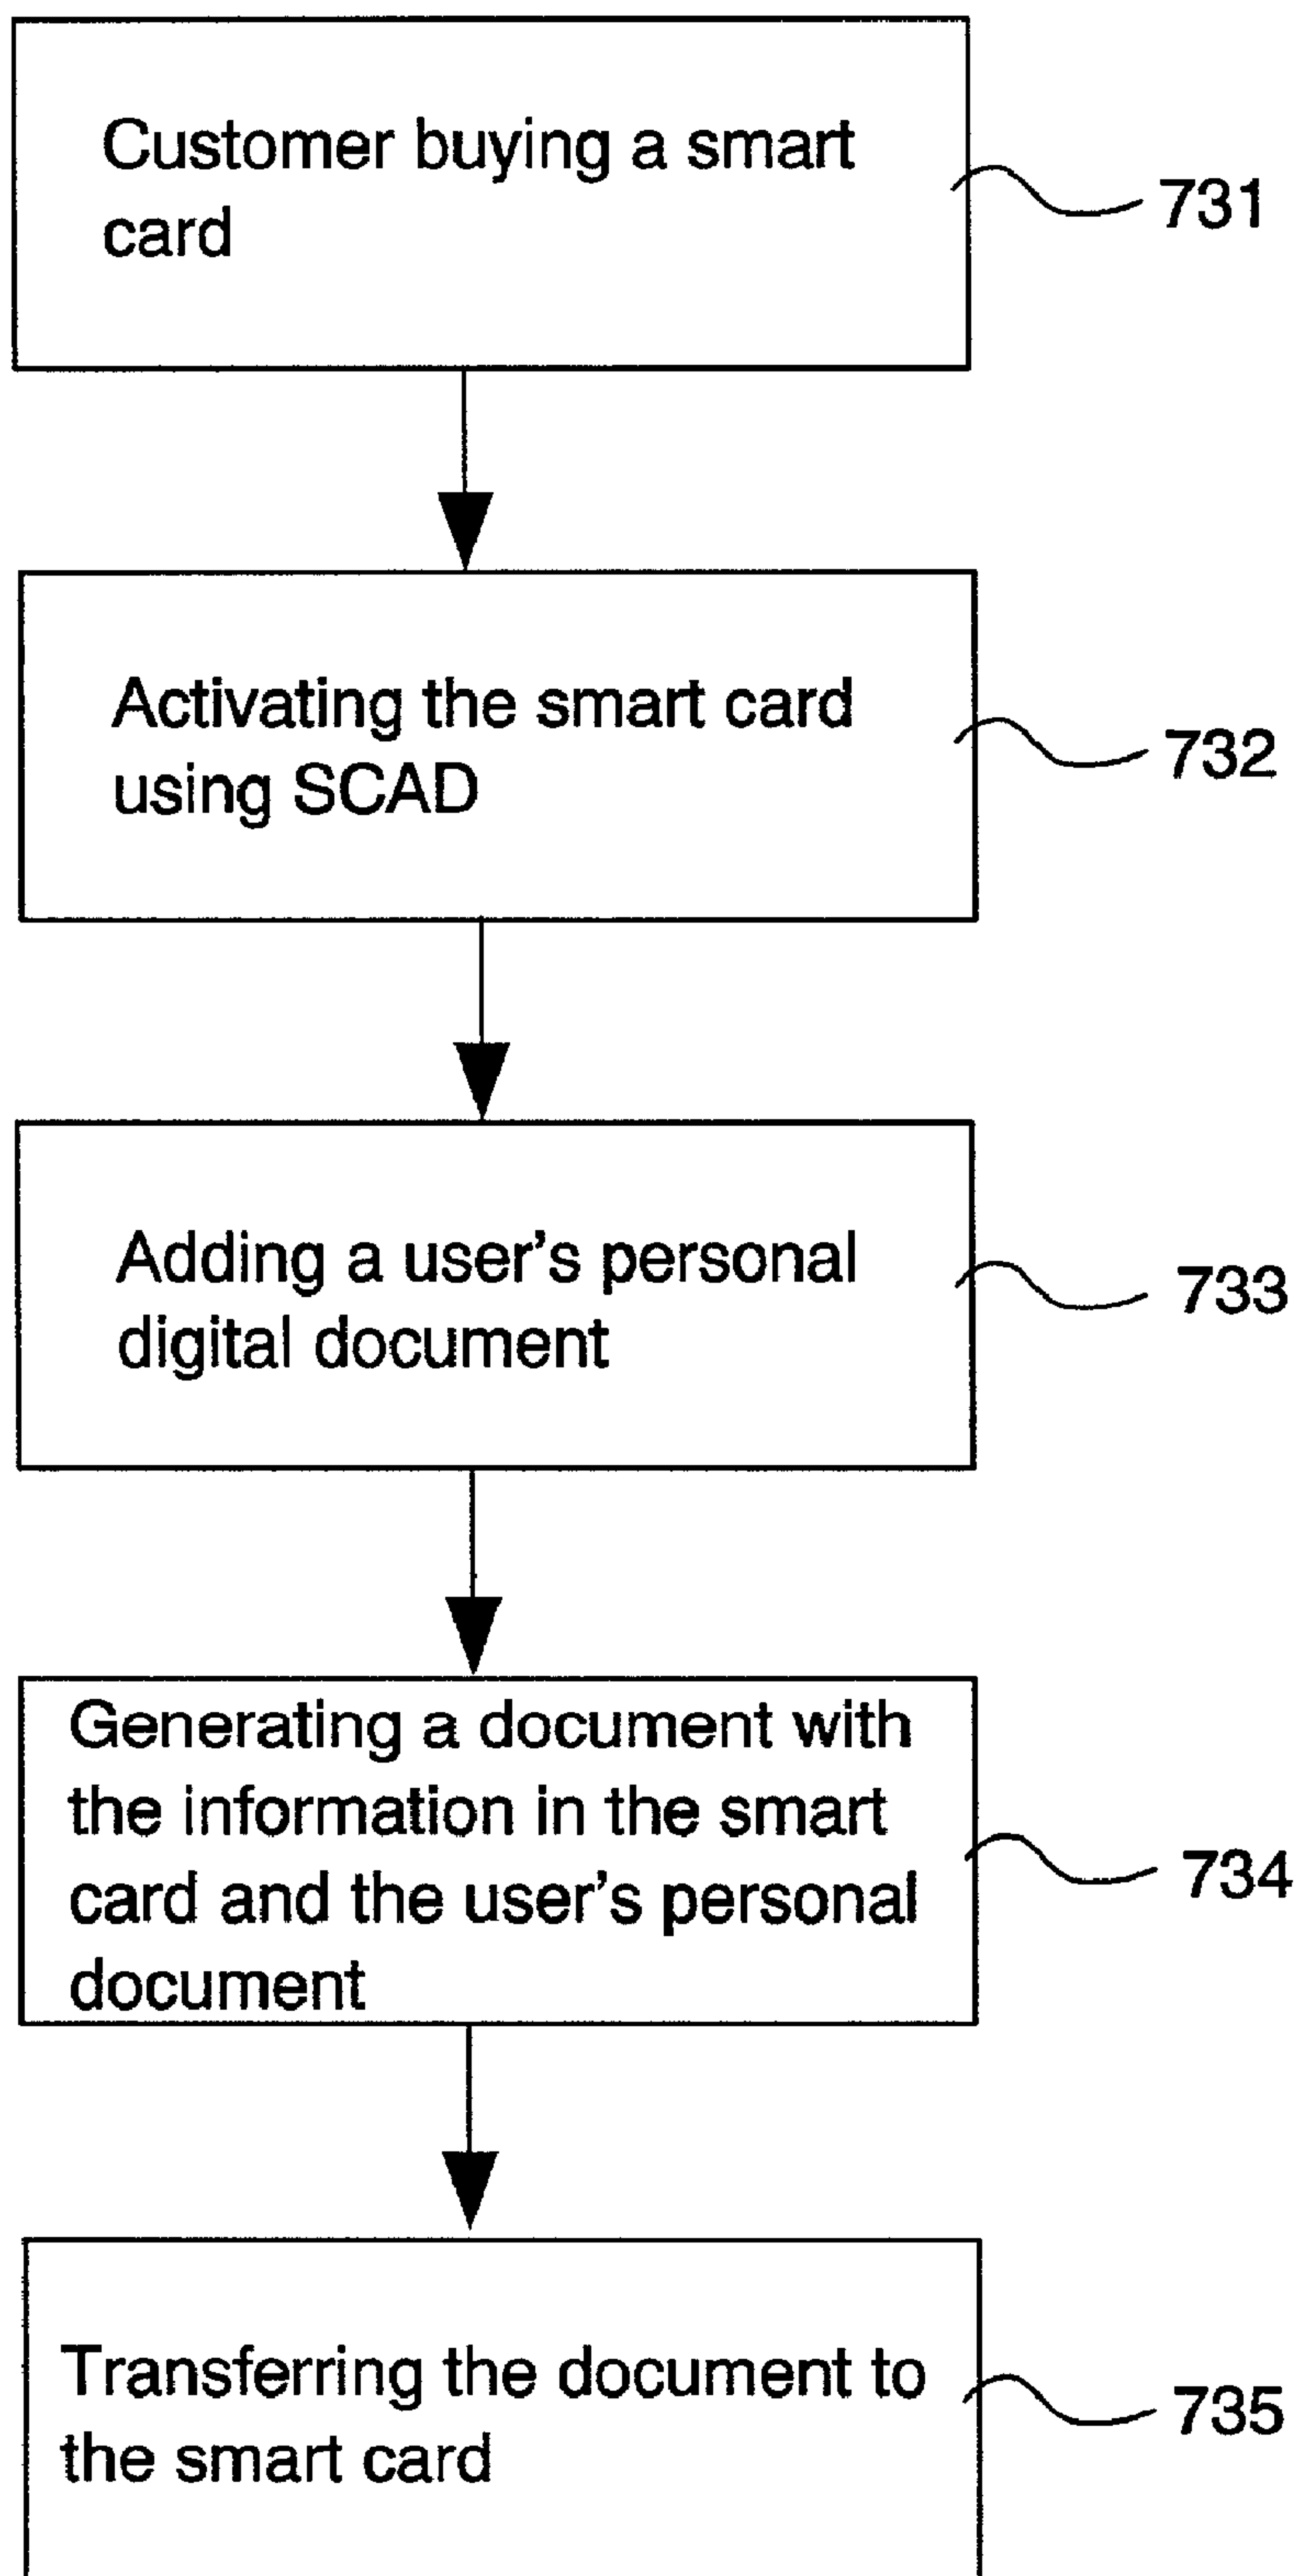 Customer buying a smart
card
731
Activating the smart card
using SCAD
732
Adding a user's personal
digital document
733
Generating a document with
the information in the smart
card and the user's personal
document
734
Transferring the document to
the smart card
735